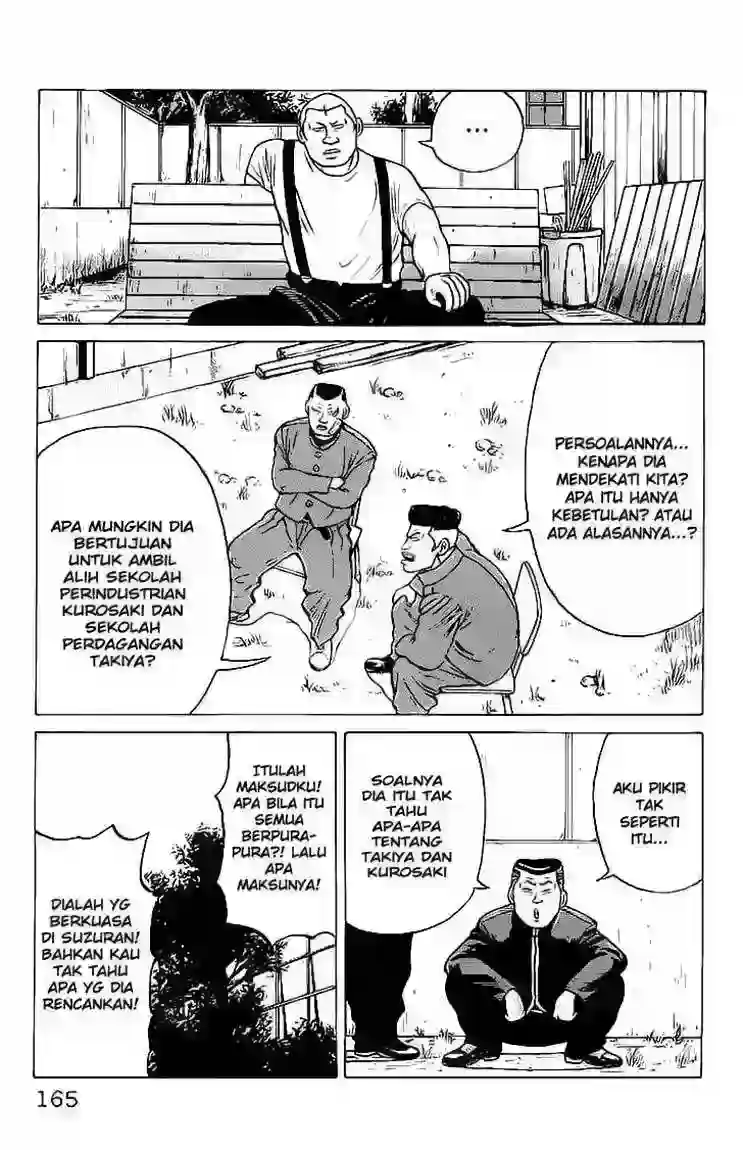 ...
PERSOALANNYA...
KENAPA DIA
MENDEKATI KITA?
APA ITU HANYA
KEBETULAN? ATAU
ADA ALASANNYA...?
APA MUNGKIN DIA
BERTUJUAN
UNTUK AMBIL
ALIH SEKOLAH
PERINDUSTRIAN
KUROSAKI DAN
SEKOLAH
PERDAGANGAN
TAKIYA?
AKU PIKIR
TAK
SEPERTI
ITU...
SOALNYA
DIA ITU TAK
TAHU
APA-APA
TENTANG
TAKIYA DAN
KUROSAKI
ITULAH
MAKSUDKU!
APA BILA ITU
SEMUA
BERPURA-
PURA?! LALU
APA
MAKSUNYA!
DIALAH YG
BERKUASA
DI SUZURAN!
BAHKAN KAU
TAK TAHU
APA YG DIA
RENCANKAN!
165